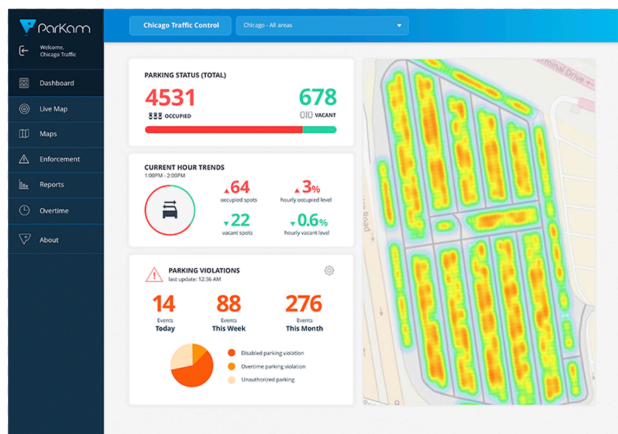 ParKam
Chicago Traffic Control
Chicago - All areas
Welcome,
Chicago Traffic
Dashboard
Live Map
Maps
Enforcement
Reports
Overtime
About
PARKING STATUS (TOTAL)
4531
678
OCCUPIED
VACANT
CURRENT HOUR TRENDS
1:00PM - 2:00PM
64
occupied spots
3%
hourly occupied level
22
vacant spots
0.6%
hourly vacant level
PARKING VIOLATIONS
last update: 12:36 AM
14
Events
Today
88
Events
This Week
276
Events
This Month
Disabled parking violation
Overtime parking violation
Unauthorized parking
Drive